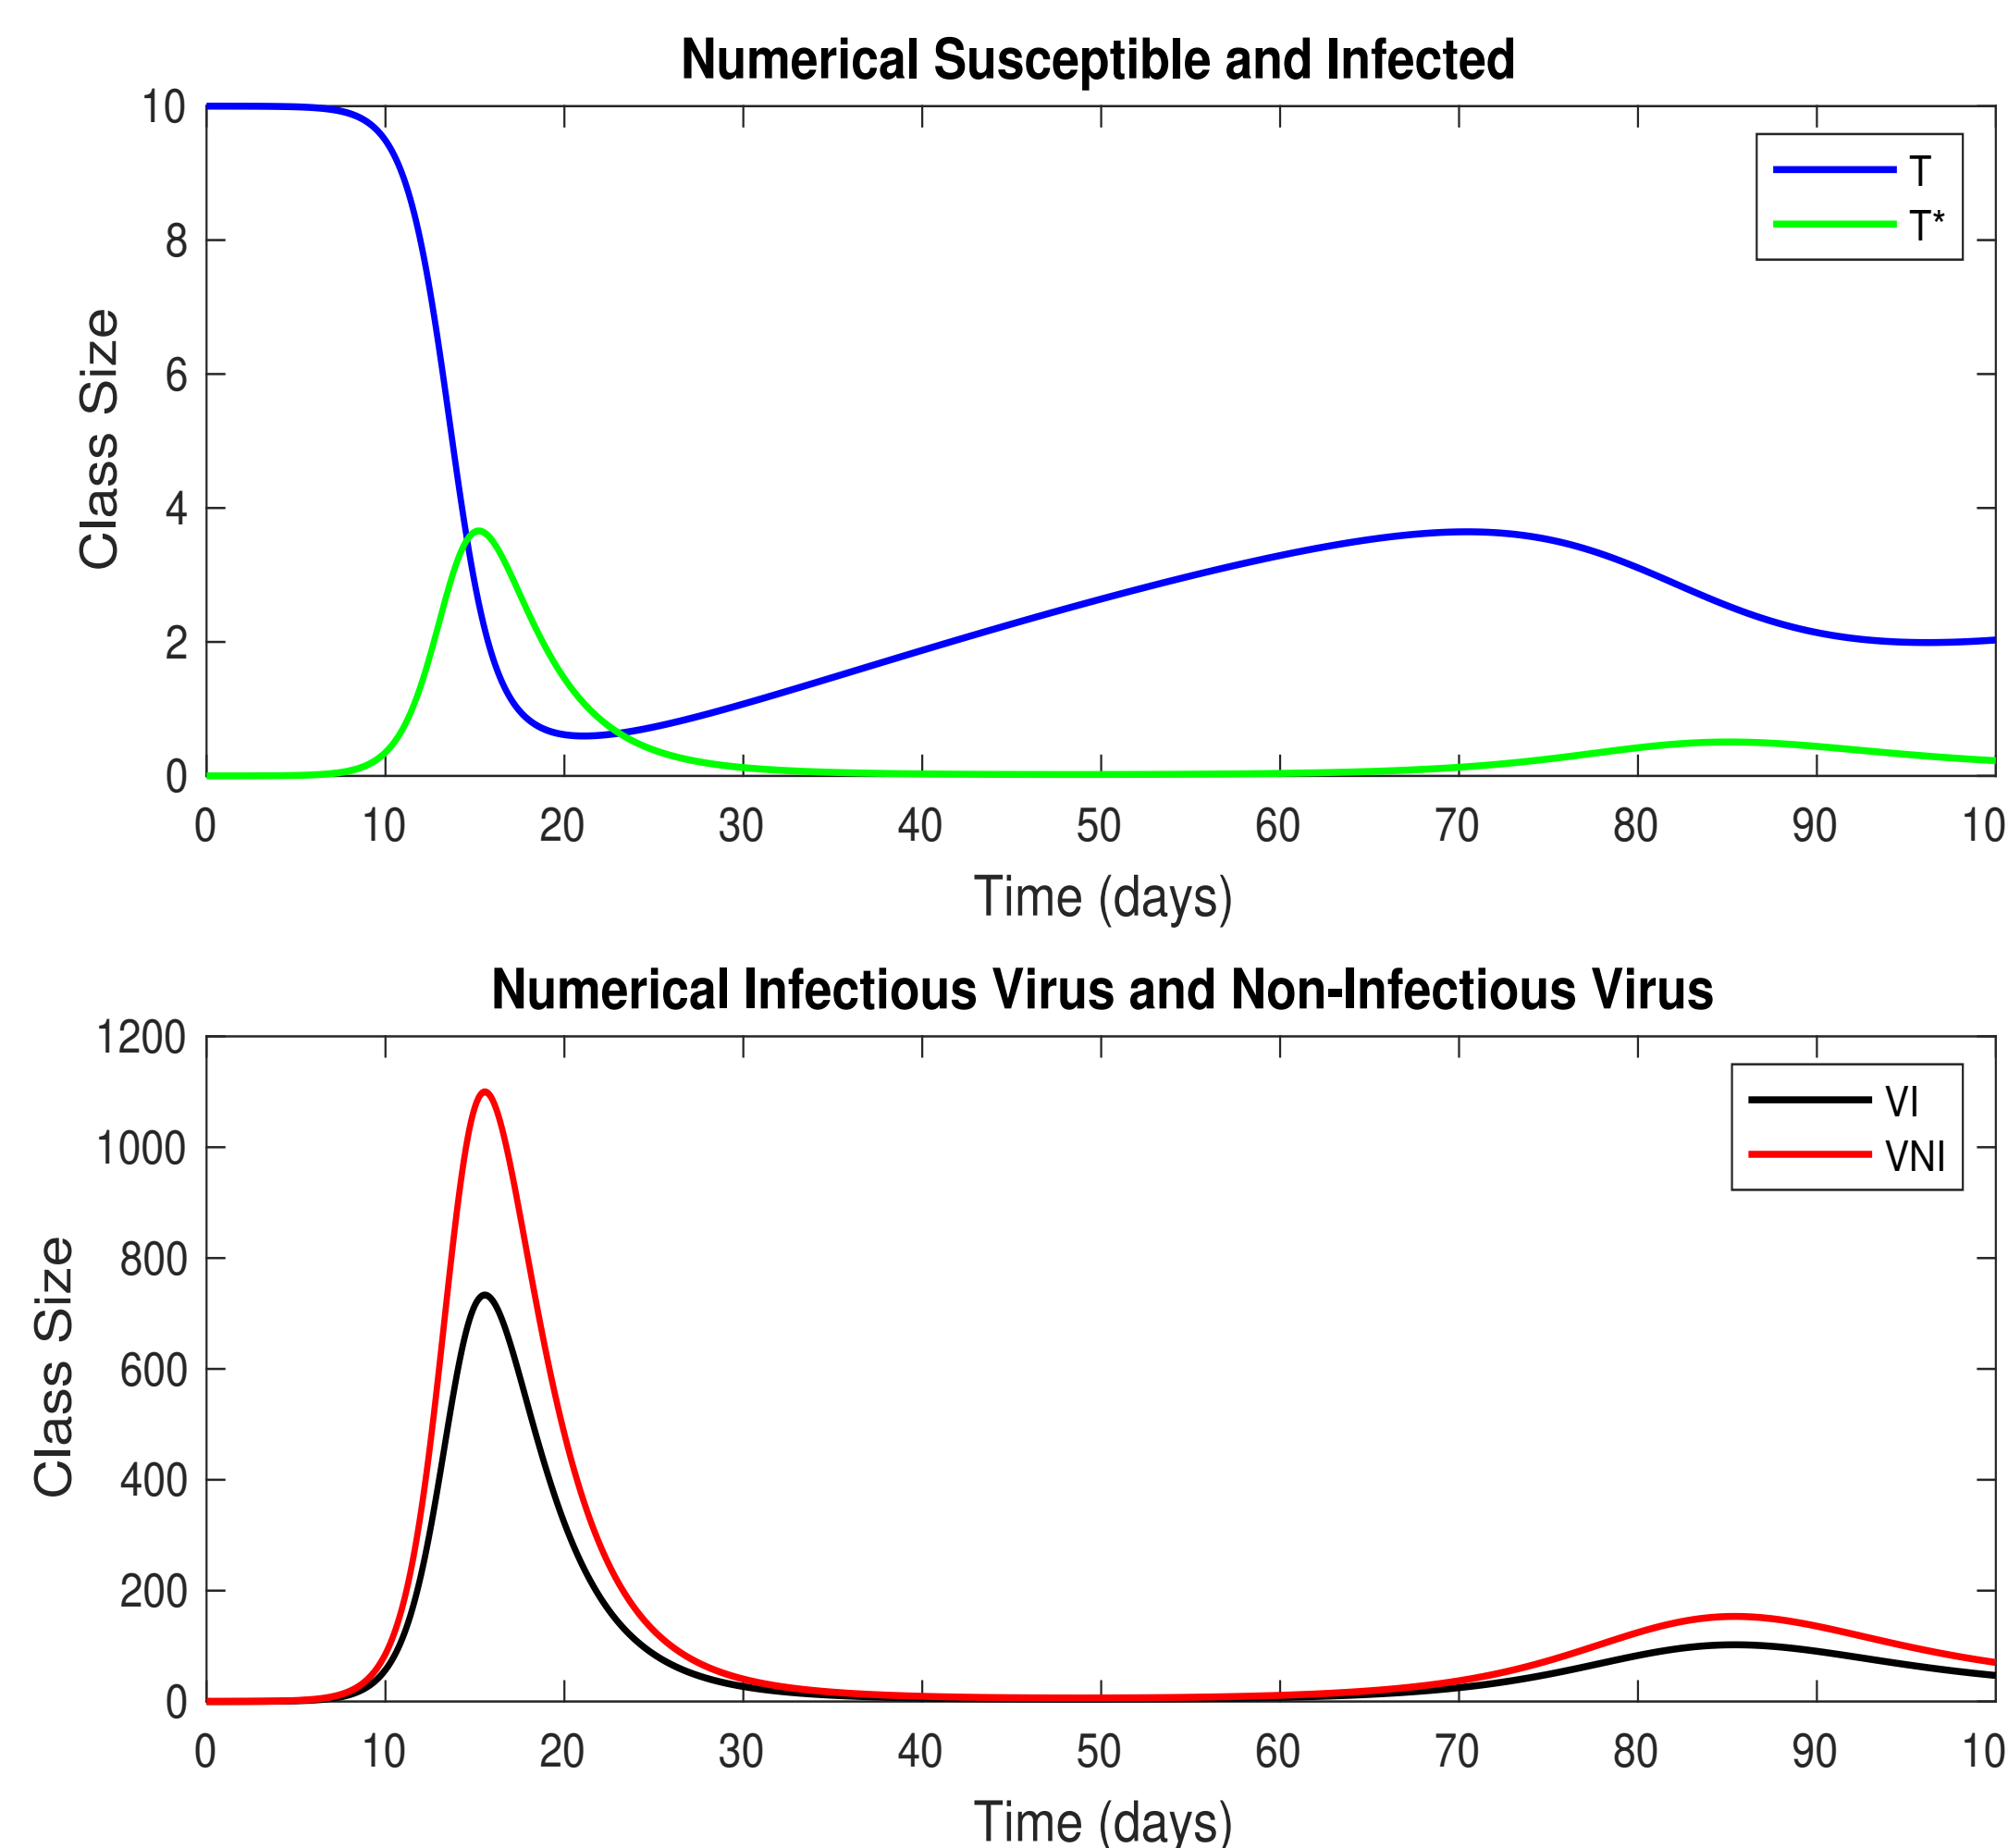 Numerical Susceptible and Infected
10
8
6
4
2
0
Class Size
T
T*
0 10 20 30 40 50 60 70 80 90 10
Time (days)
Numerical Infectious Virus and Non-Infectious Virus
1200
1000
800
600
400
200
0
Class Size
VI
VNI
0 10 20 30 40 50 60 70 80 90 10
Time (days)